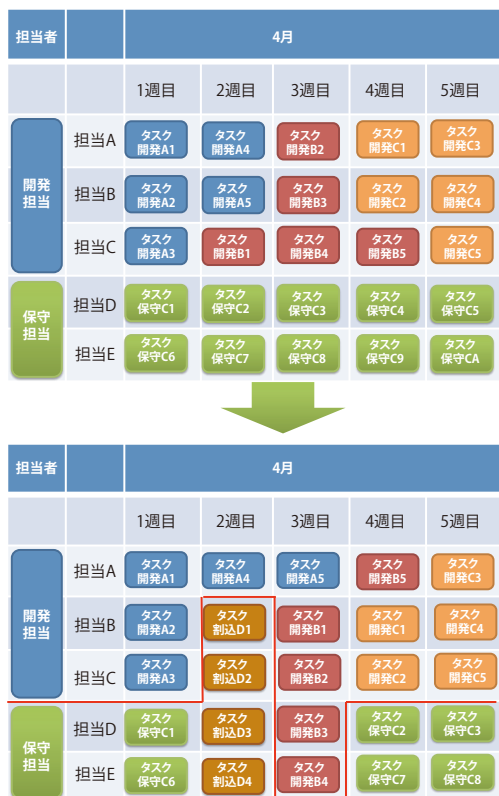 担当者 4月
1週目 2週目 3週目 4週目 5週目
開発
担当
担当A
タスク
開発A1
タスク
開発A4
タスク
開発B2
タスク
開発C1
タスク
開発C3
担当B
タスク
開発A2
タスク
開発A5
タスク
開発B3
タスク
開発C2
タスク
開発C4
担当C
タスク
開発A3
タスク
開発B1
タスク
開発B4
タスク
開発B5
タスク
開発C5
保守
担当
担当D
タスク
保守C1
タスク
保守C2
タスク
保守C3
タスク
保守C4
タスク
保守C5
担当E
タスク
保守C6
タスク
保守C7
タスク
保守C8
タスク
保守C9
タスク
保守CA
担当者 4月
1週目 2週目 3週目 4週目 5週目
開発
担当
担当A
タスク
開発A1
タスク
開発A4
タスク
開発A5
タスク
開発B5
タスク
開発C3
担当B
タスク
開発A2
タスク
割込D1
タスク
開発B1
タスク
開発C1
タスク
開発C4
担当C
タスク
開発A3
タスク
割込D2
タスク
開発B2
タスク
開発C2
タスク
開発C5
保守
担当
担当D
タスク
保守C1
タスク
割込D3
タスク
開発B3
タスク
保守C2
タスク
保守C3
担当E
タスク
保守C6
タスク
割込D4
タスク
開発B4
タスク
保守C7
タスク
保守C8